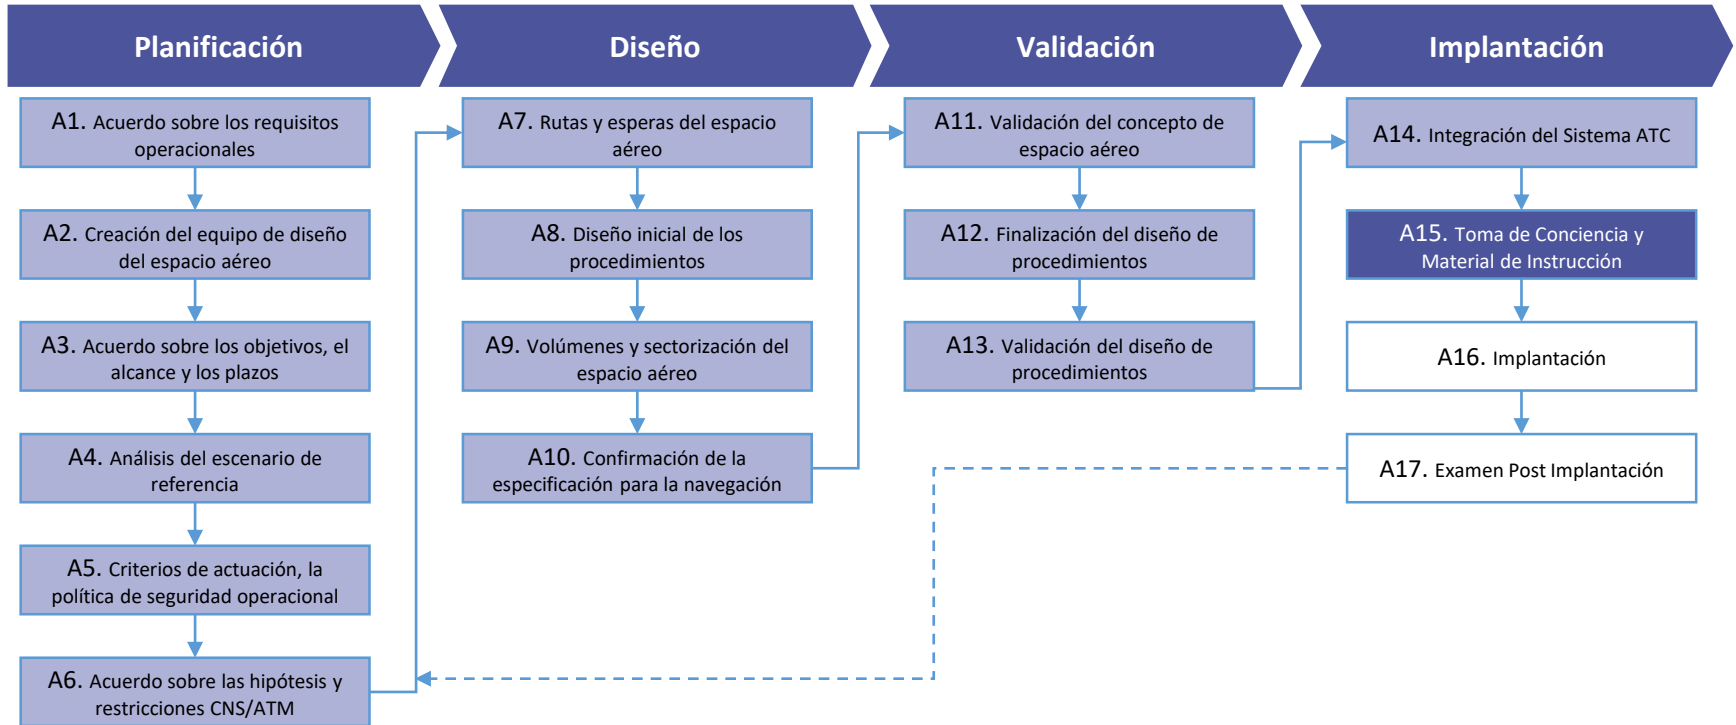 Planificación
Diseño
Validación
Implantación
A1. Acuerdo sobre los requisitos
operacionales
A2. Creación del equipo de diseño
del espacio aéreo
A3. Acuerdo sobre los objetivos, el
alcance y los plazos
A4. Análisis del escenario de
referencia
A5. Criterios de actuación, la
política de seguridad operacional
A6. Acuerdo sobre las hipótesis y
restricciones CNS/ATM
A7. Rutas y esperas del espacio
aéreo
A8. Diseño inicial de los
procedimientos
A9. Volúmenes y sectorización del
espacio aéreo
A10. Confirmación de la
especificación para la navegación
A11. Validación del concepto de
espacio aéreo
A12. Finalización del diseño de
procedimientos
A13. Validación del diseño de
procedimientos
A14. Integración del Sistema ATC
A15. Toma de Conciencia y
Material de Instrucción
A16. Implantación
A17. Examen Post Implantación